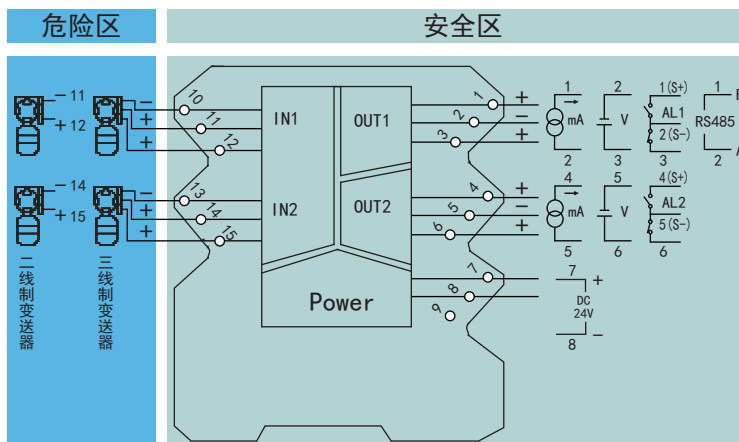 危险区
安全区
－11
＋12
－
＋
＋
10
11
12
IN1
OUT1
1
2
3
＋
－
＋
1
mA
2
2
V
3
1(S+)
AL1
2(S-)
3
1
RS485
2
－14
＋15
－
＋
＋
13
14
15
IN2
OUT2
4
5
6
＋
－
＋
4
mA
5
5
V
6
4(S+)
AL2
5(S-)
6
二线制变送器
三线制变送器
Power
7
8
9
7
＋
DC
24V
8
－